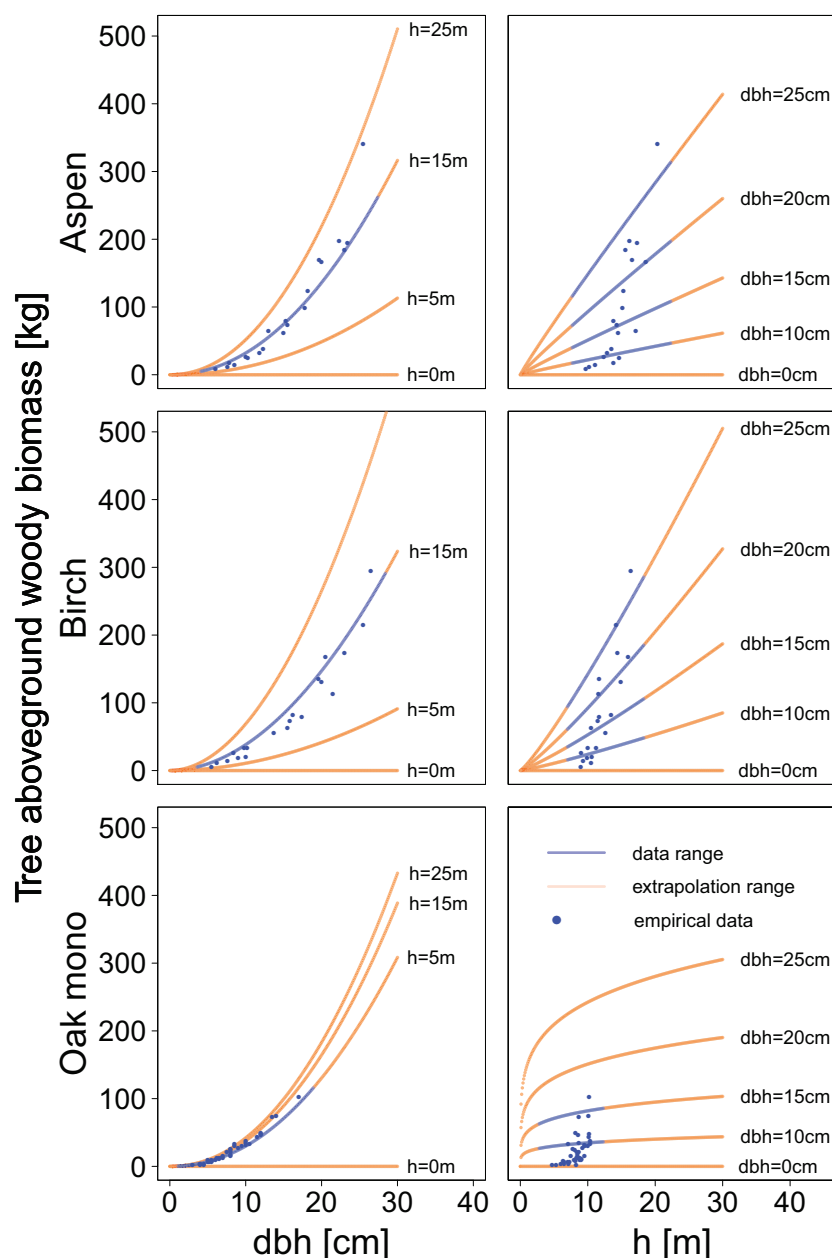 Tree aboveground woody biomass [kg]
Aspen
500
400
300
200
100
0
h=25m
h=15m
h=5m
h=0m
dbh=25cm
dbh=20cm
dbh=15cm
dbh=10cm
dbh=0cm
Birch
500
400
300
200
100
0
h=15m
h=5m
h=0m
dbh=25cm
dbh=20cm
dbh=15cm
dbh=10cm
dbh=0cm
Oak mono
500
400
300
200
100
0
h=25m
h=15m
h=5m
h=0m
data range
extrapolation range
empirical data
dbh=25cm
dbh=20cm
dbh=15cm
dbh=10cm
dbh=0cm
0 10 20 30 40
0 10 20 30 40
dbh [cm]
h [m]